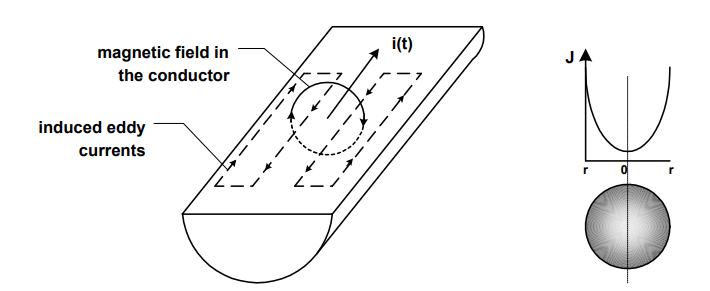 magnetic field in
the conductor
i(t)
induced eddy
currents
J
r 0 r